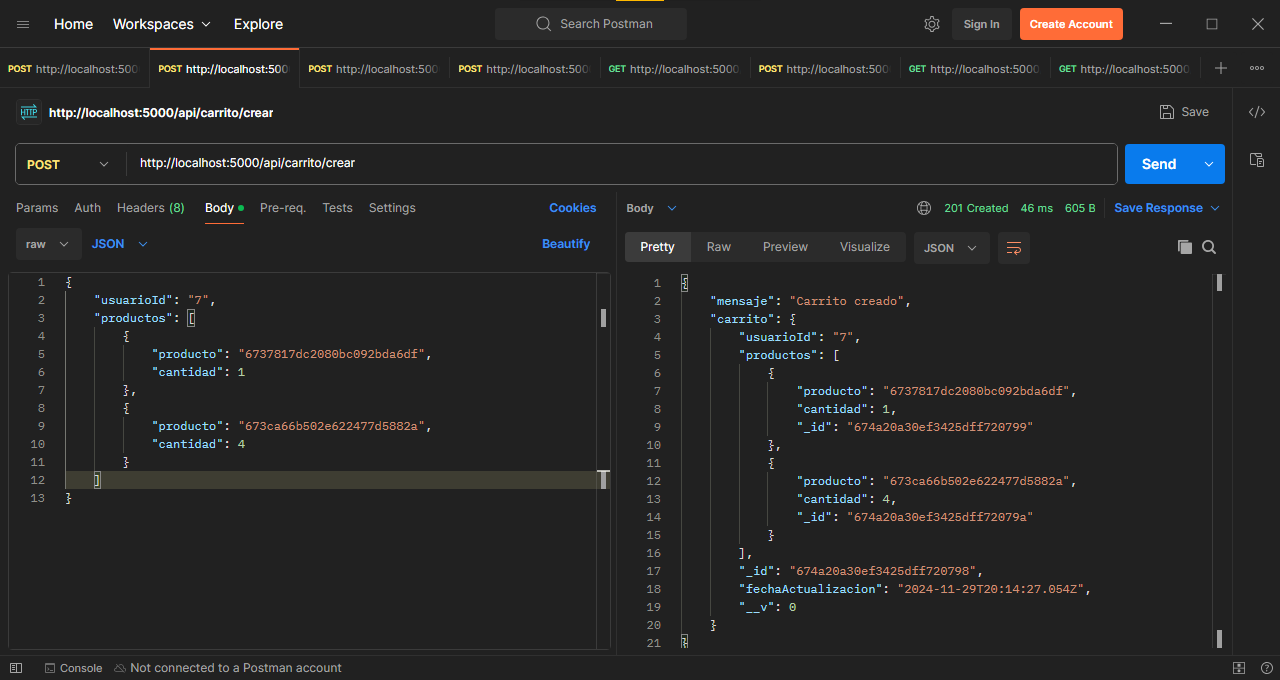 Home Workspaces Explore Search Postman Sign In Create Account
POST http://localhost:500 POST http://localhost:500 POST http://localhost:500 POST http://localhost:500 GET http://localhost:5000 POST http://localhost:500 GET http://localhost:5000 GET http://localhost:5000
HTTP http://localhost:5000/api/carrito/crear Save
POST http://localhost:5000/api/carrito/crear Send
Params Auth Headers (8) Body Pre-req. Tests Settings Cookies
raw JSON Beautify
1 {
2 "usuarioId": "7",
3 "productos": [
4 {
5 "producto": "6737817dc2080bc092bda6df",
6 "cantidad": 1
7 },
8 {
9 "producto": "673ca66b502e622477d5882a",
10 "cantidad": 4
11 }
12 ]
13 }
Body 201 Created 46 ms 605 B Save Response
Pretty Raw Preview Visualize JSON
1 {
2 "mensaje": "Carrito creado",
3 "carrito": {
4 "usuarioId": "7",
5 "productos": [
6 {
7 "producto": "6737817dc2080bc092bda6df",
8 "cantidad": 1,
9 "_id": "674a20a30ef3425dff720799"
10 },
11 {
12 "producto": "673ca66b502e622477d5882a",
13 "cantidad": 4,
14 "_id": "674a20a30ef3425dff72079a"
15 }
16 ],
17 "_id": "674a20a30ef3425dff720798",
18 "fechaActualizacion": "2024-11-29T20:14:27.054Z",
19 "__v": 0
20 }
21 }
Console Not connected to a Postman account